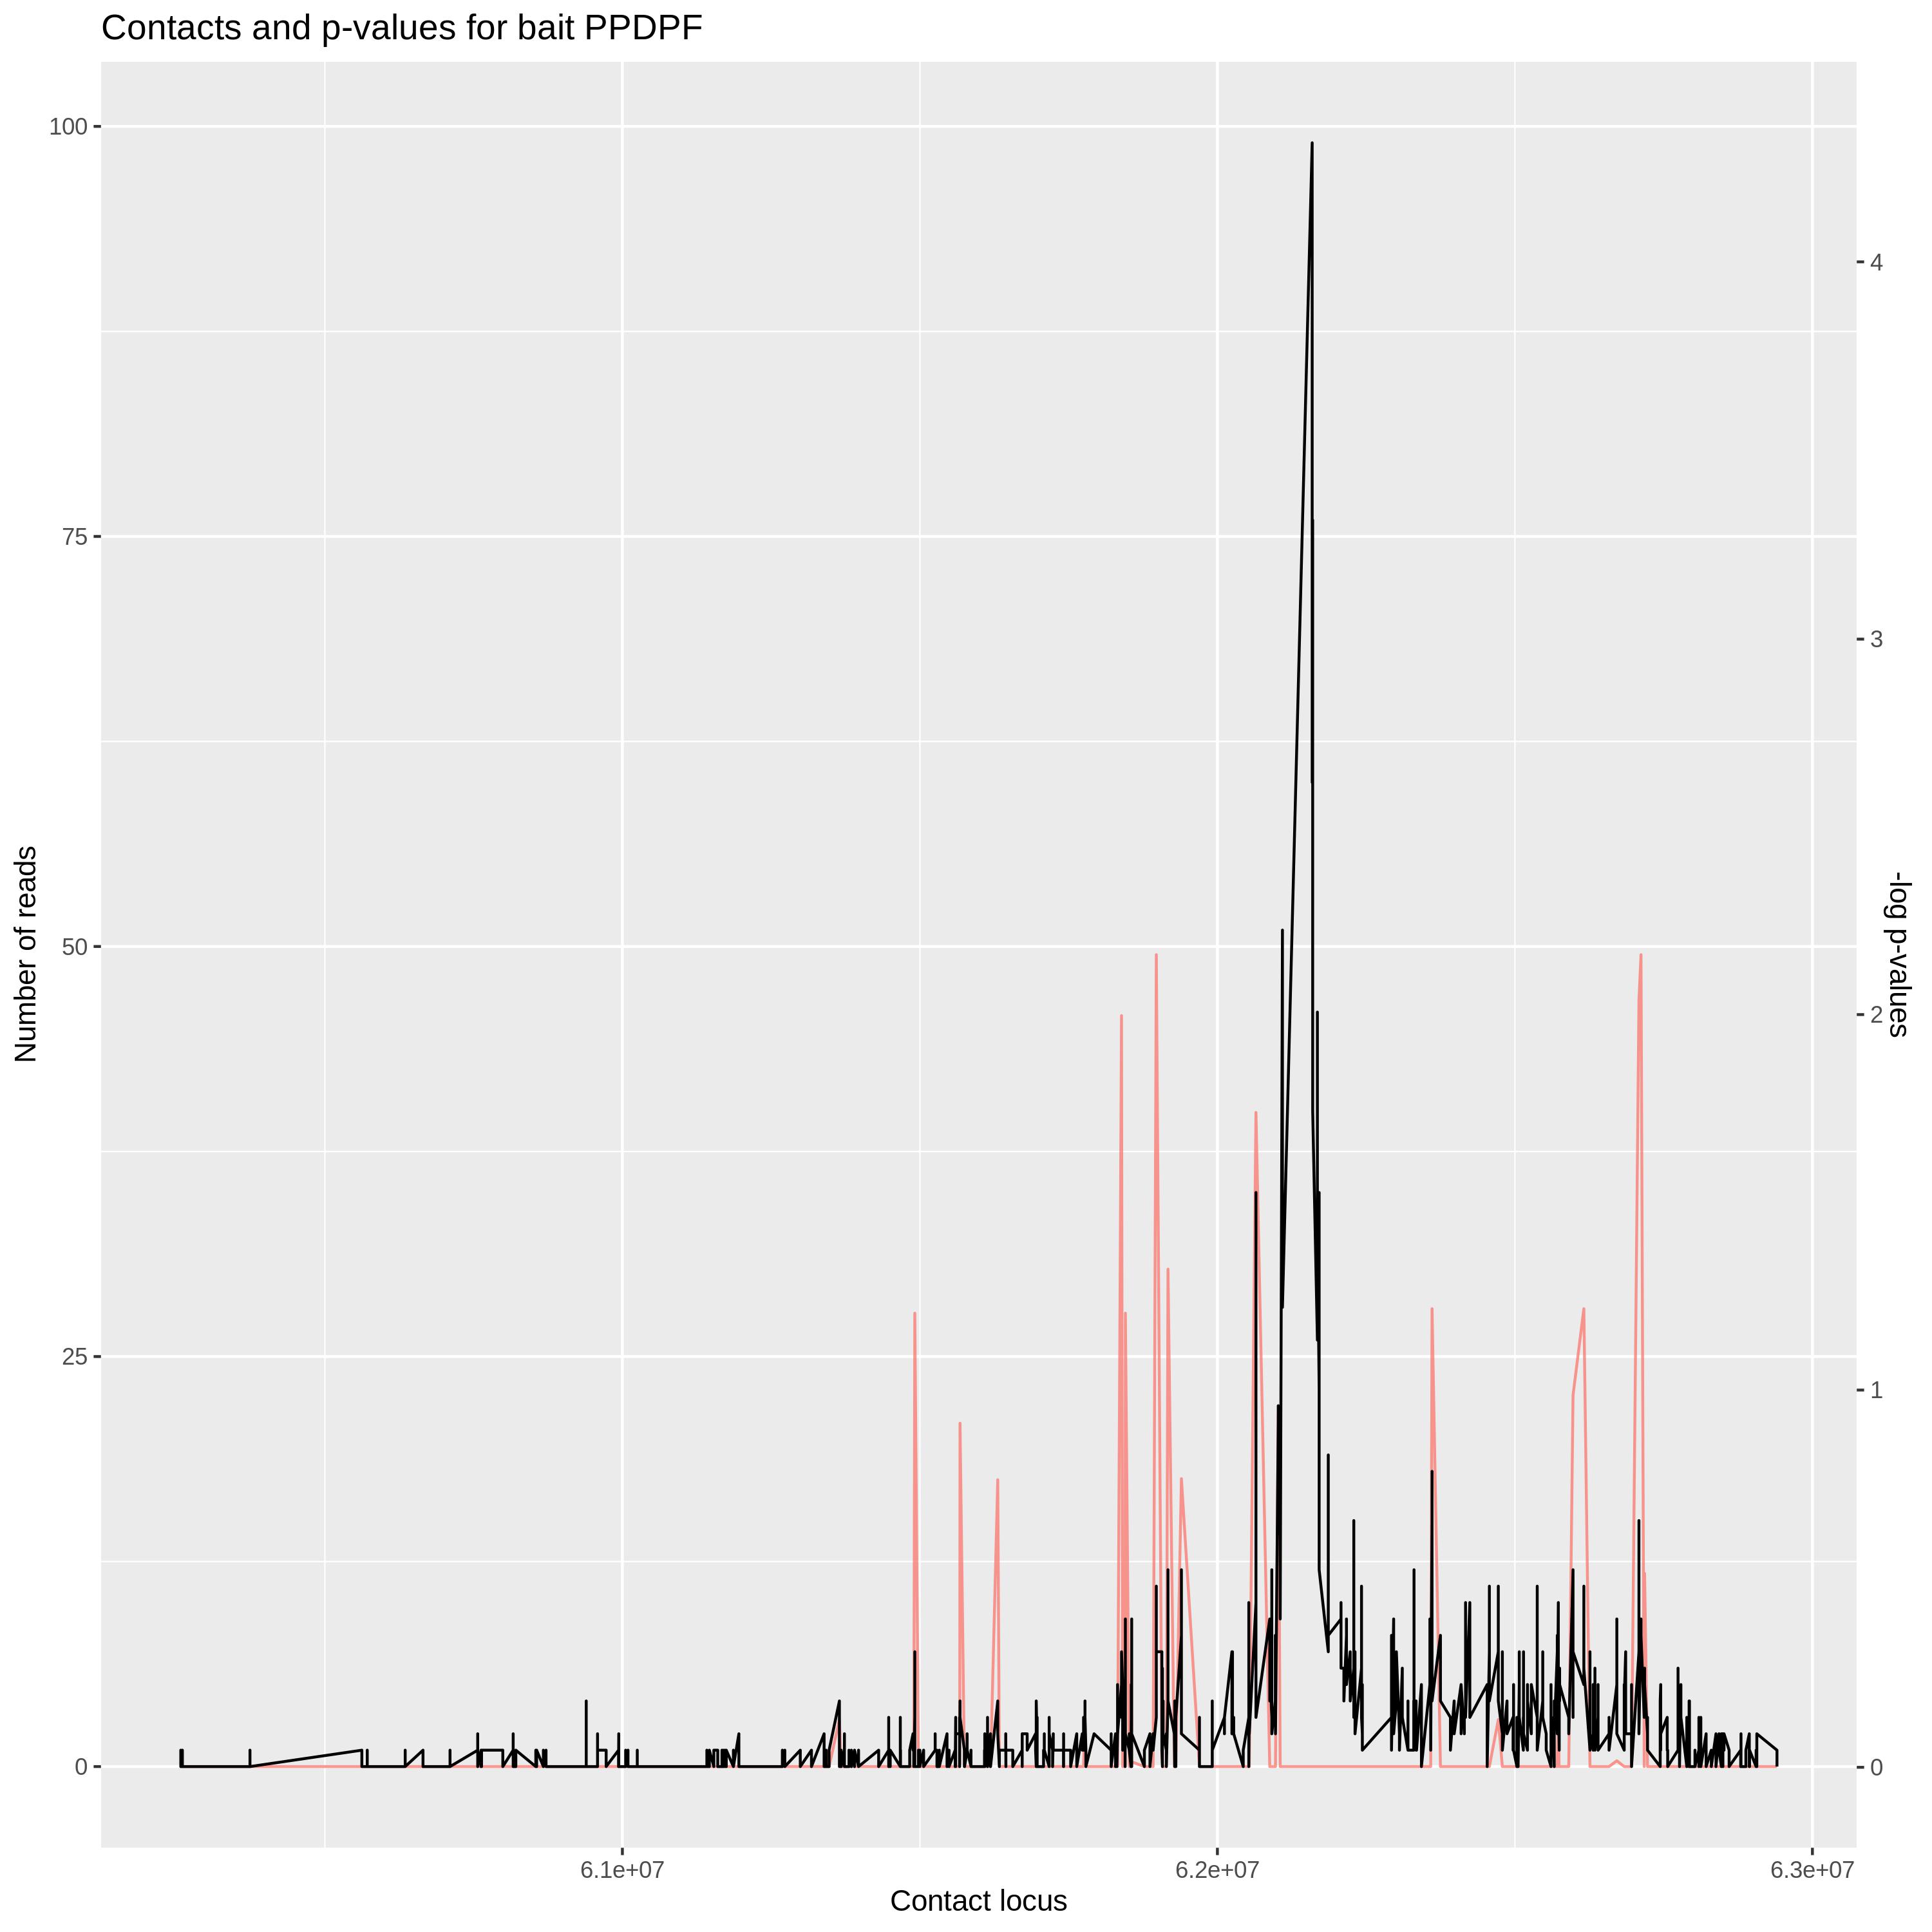 Contacts and p-values for bait PPDPF
100
75
50
25
0
Number of reads
4
3
2
1
0
-log p-values
6.1e+07
6.2e+07
6.3e+07
Contact locus